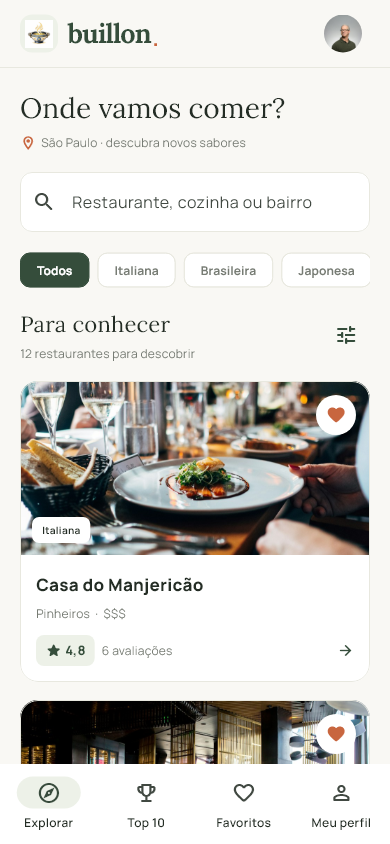 buillon.
Onde vamos comer?
São Paulo · descubra novos sabores
Restaurante, cozinha ou bairro
Todos
Italiana
Brasileira
Japonesa
Para conhecer
12 restaurantes para descobrir
Italiana
Casa do Manjericão
Pinheiros · $$$
4,8 6 avaliações
Explorar
Top 10
Favoritos
Meu perfil